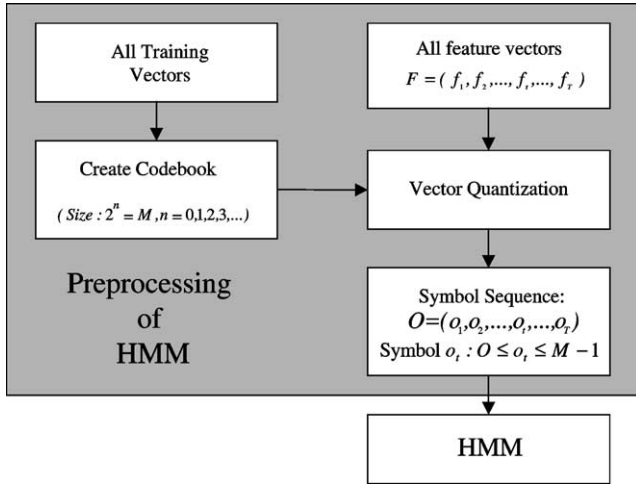 All Training
Vectors
All feature vectors
F = ( f₁, f₂,..., fₜ,..., f_T )
Create Codebook
( Size : 2ⁿ = M , n = 0,1,2,3,...)
Vector Quantization
Preprocessing
of
HMM
Symbol Sequence:
O=(o₁,o₂,...,oₜ,...,o_T)
Symbol oₜ : O ≤ oₜ ≤ M − 1
HMM